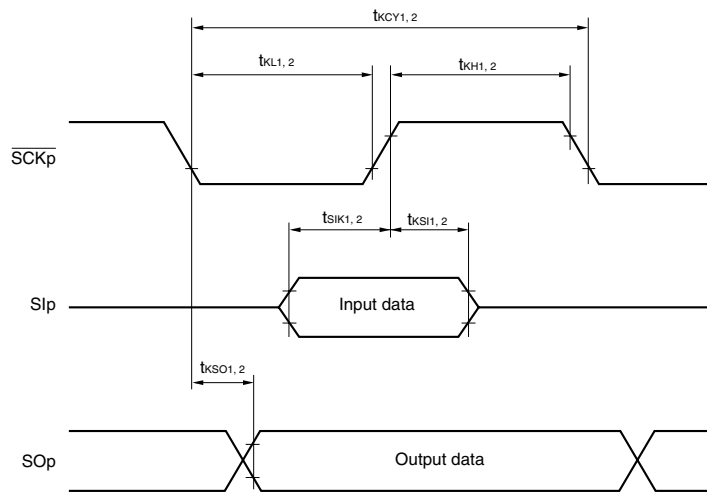 tKCY1, 2
tKL1, 2
tKH1, 2
SCKp
tSIK1, 2
tKSI1, 2
SIp
Input data
tKSO1, 2
SOp
Output data